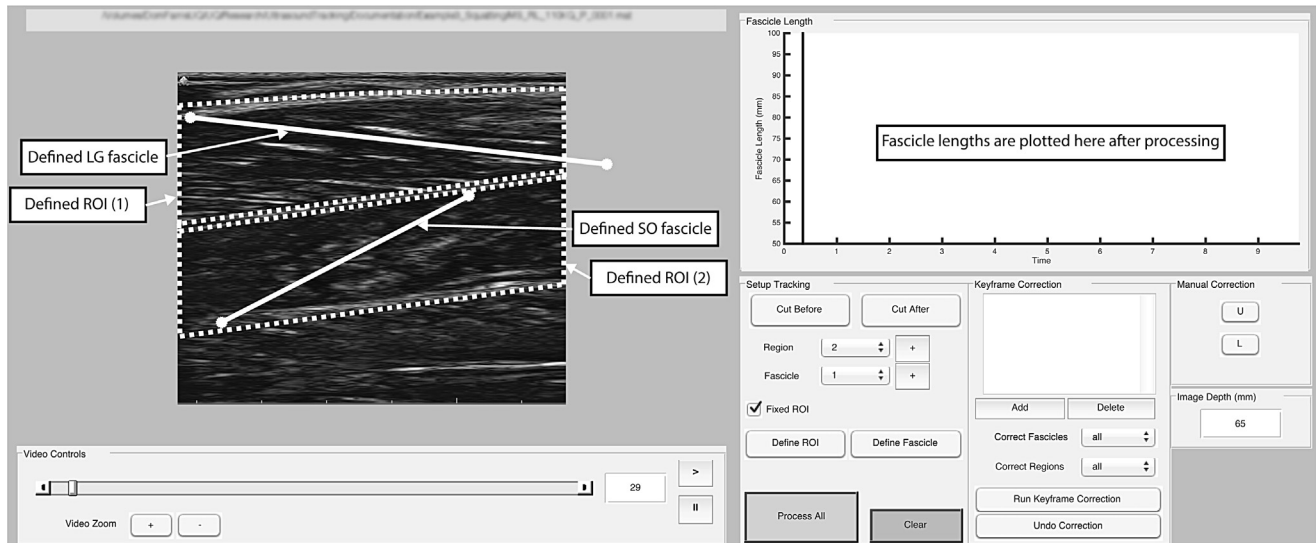 Defined LG fascicle
Defined ROI (1)
Defined SO fascicle
Defined ROI (2)
Video Controls
29
>
II
Video Zoom
+
-
Fascicle Length
Fascicle Length (mm)
100
95
90
85
80
75
70
65
60
55
50
Fascicle lengths are plotted here after processing
0 1 2 3 4 5 6 7 8 9
Time
Setup Tracking
Cut Before Cut After
Region 2 +
Fascicle 1 +
Fixed ROI
Define ROI Define Fascicle
Process All Clear
Keyframe Correction
Add Delete
Correct Fascicles all
Correct Regions all
Run Keyframe Correction
Undo Correction
Manual Correction
U
L
Image Depth (mm)
65